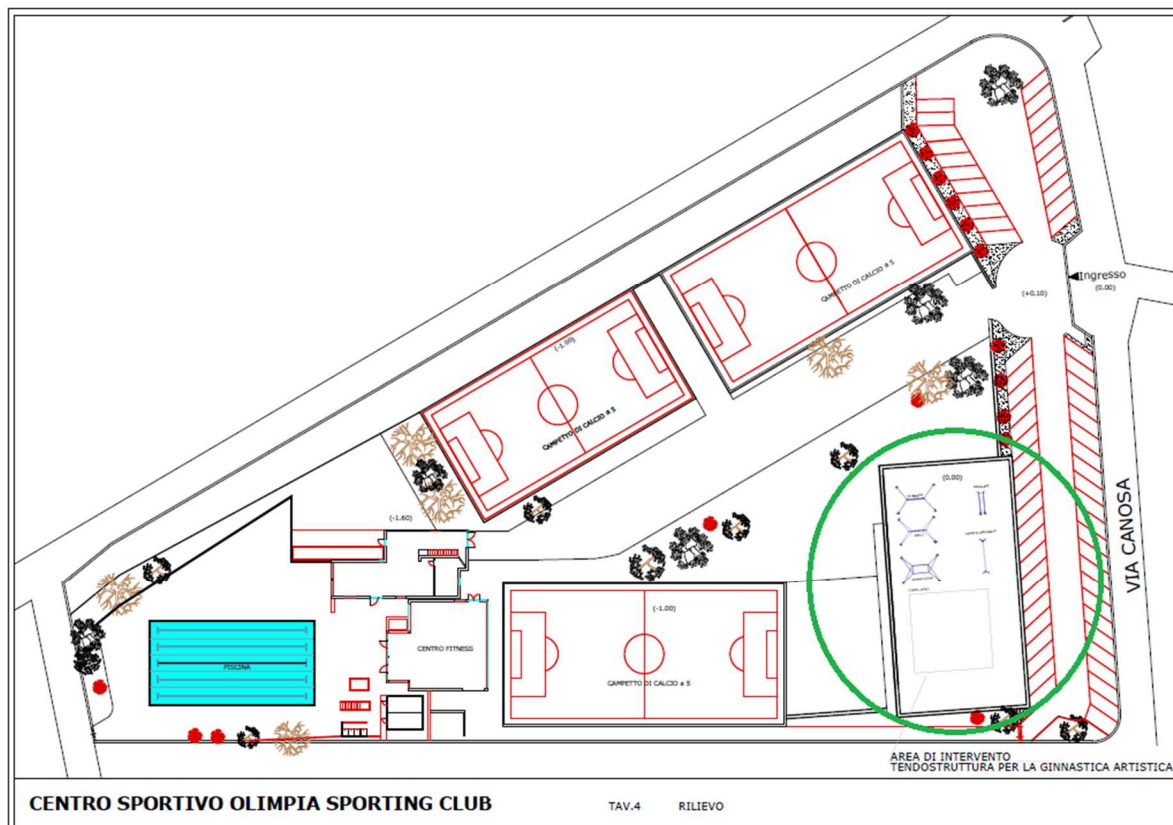 CAMPETTO DI CALCIO a 5
Ingresso
(0.00)
(+0.10)
(-1.00)
CAMPETTO DI CALCIO a 5
(-1.60)
(0.00)
VIA CANOSA
PISCINA
CENTRO FITNESS
(-1.00)
CAMPETTO DI CALCIO a 5
AREA DI INTERVENTO
TENDOSTRUTTURA PER LA GINNASTICA ARTISTICA
CENTRO SPORTIVO OLIMPIA SPORTING CLUB
TAV.4 RILIEVO